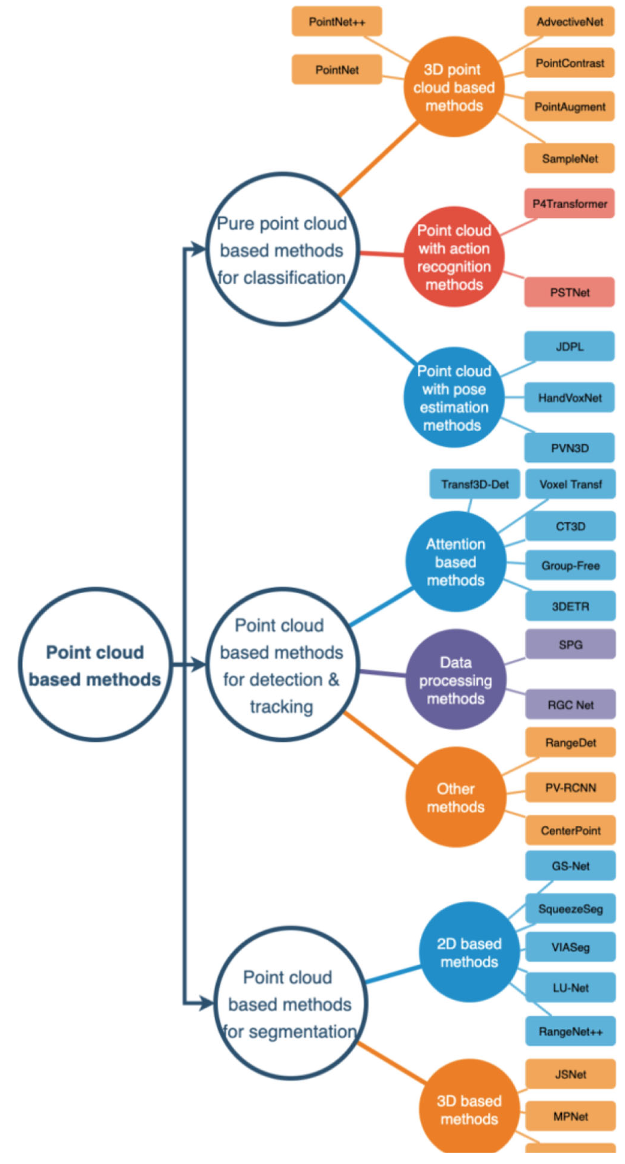 PointNet++
AdvectiveNet
PointNet
3D point
cloud based
methods
PointContrast
PointAugment
SampleNet
Pure point cloud
based methods
for classification
P4Transformer
Point cloud
with action
recognition
methods
PSTNet
JDPL
Point cloud
with pose
estimation
methods
HandVoxNet
PVN3D
Transf3D-Det
Voxel Transf
Attention
based
methods
CT3D
Group-Free
3DETR
Point cloud
based methods
Point cloud
based methods
for detection &
tracking
SPG
Data
processing
methods
RGC Net
RangeDet
Other
methods
PV-RCNN
CenterPoint
GS-Net
SqueezeSeg
2D based
methods
VIASeg
LU-Net
RangeNet++
Point cloud
based methods
for segmentation
JSNet
3D based
methods
MPNet